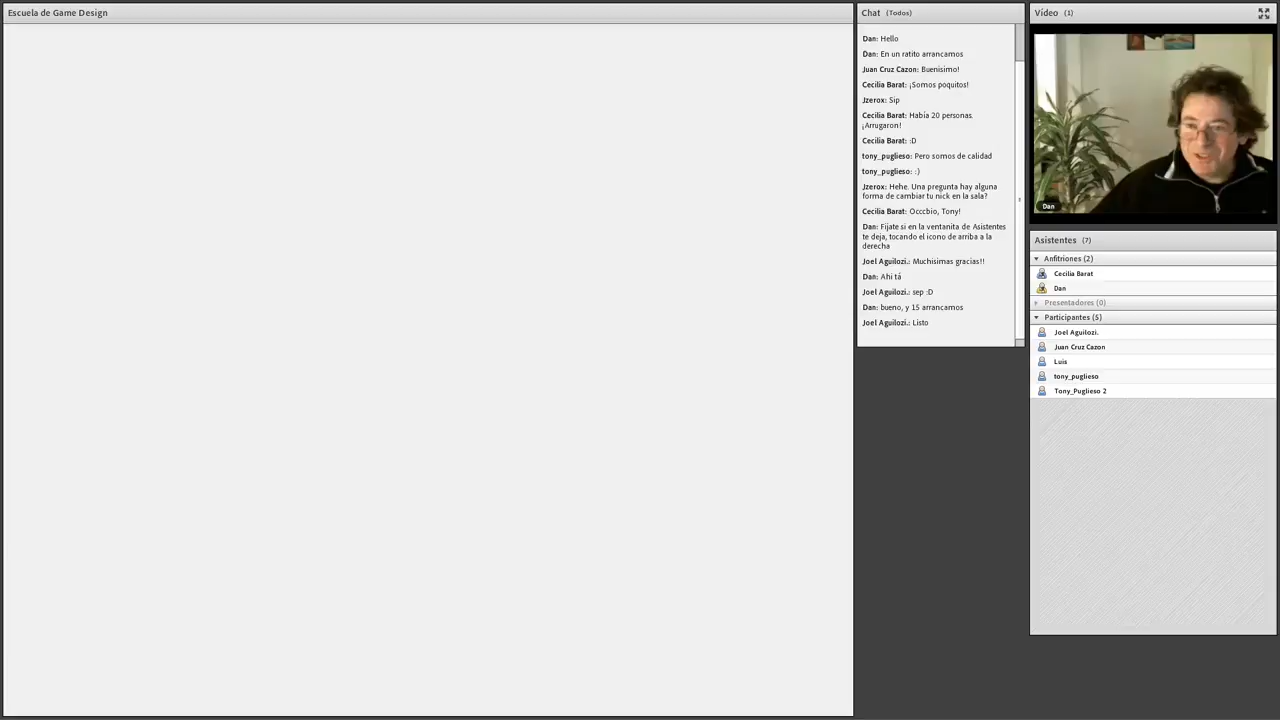 Escuela de Game Design
Chat (Todos)
Dan: Hello
Dan: En un ratito arrancamos
Juan Cruz Cazon: Buenisimo!
Cecilia Barat: ¡Somos poquitos!
Jzerox: Sip
Cecilia Barat: Había 20 personas.
¡Arrugaron!
Cecilia Barat: :D
tony_puglieso: Pero somos de calidad
tony_puglieso: :)
Jzerox: Hehe. Una pregunta hay alguna
forma de cambiar tu nick en la sala?
Cecilia Barat: Occcbio, Tony!
Dan: Fijate si en la ventanita de Asistentes
te deja, tocando el icono de arriba a la
derecha
Joel Aguilozi.: Muchisimas gracias!!
Dan: Ahi tá
Joel Aguilozi.: sep :D
Dan: bueno, y 15 arrancamos
Joel Aguilozi.: Listo
Vídeo (1)
Dan
Asistentes (7)
Anfitriones (2)
Cecilia Barat
Dan
Presentadores (0)
Participantes (5)
Joel Aguilozi.
Juan Cruz Cazon
Luis
tony_puglieso
Tony_Puglieso 2